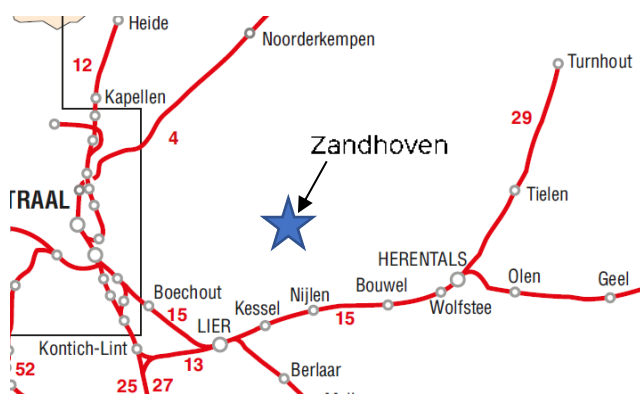 Heide
Noorderkempen
12
Turnhout
Kapellen
29
4
Zandhoven
Tielen
TRAAL
HERENTALS
Olen
Geel
Boechout
Bouwel
Nijlen
Wolfstee
Kessel
15
15
LIER
Kontich-Lint
13
52
Berlaar
25
27